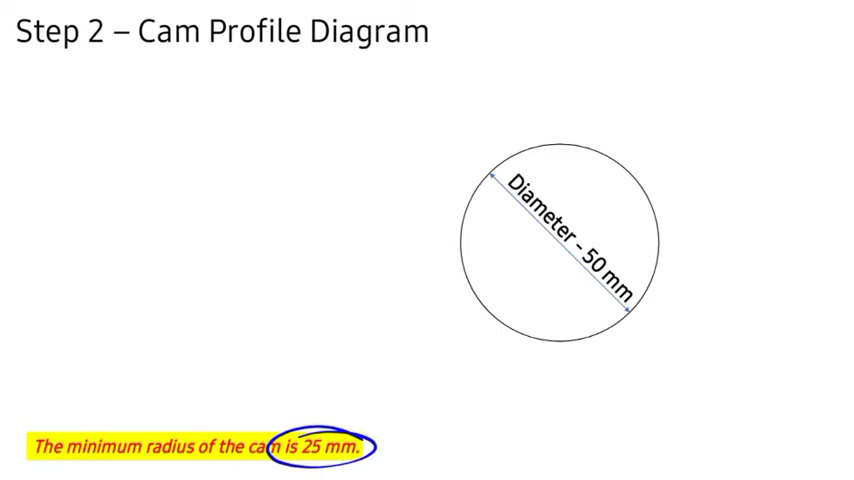 Step 2 – Cam Profile Diagram
Diameter - 50 mm
The minimum radius of the cam is 25 mm.